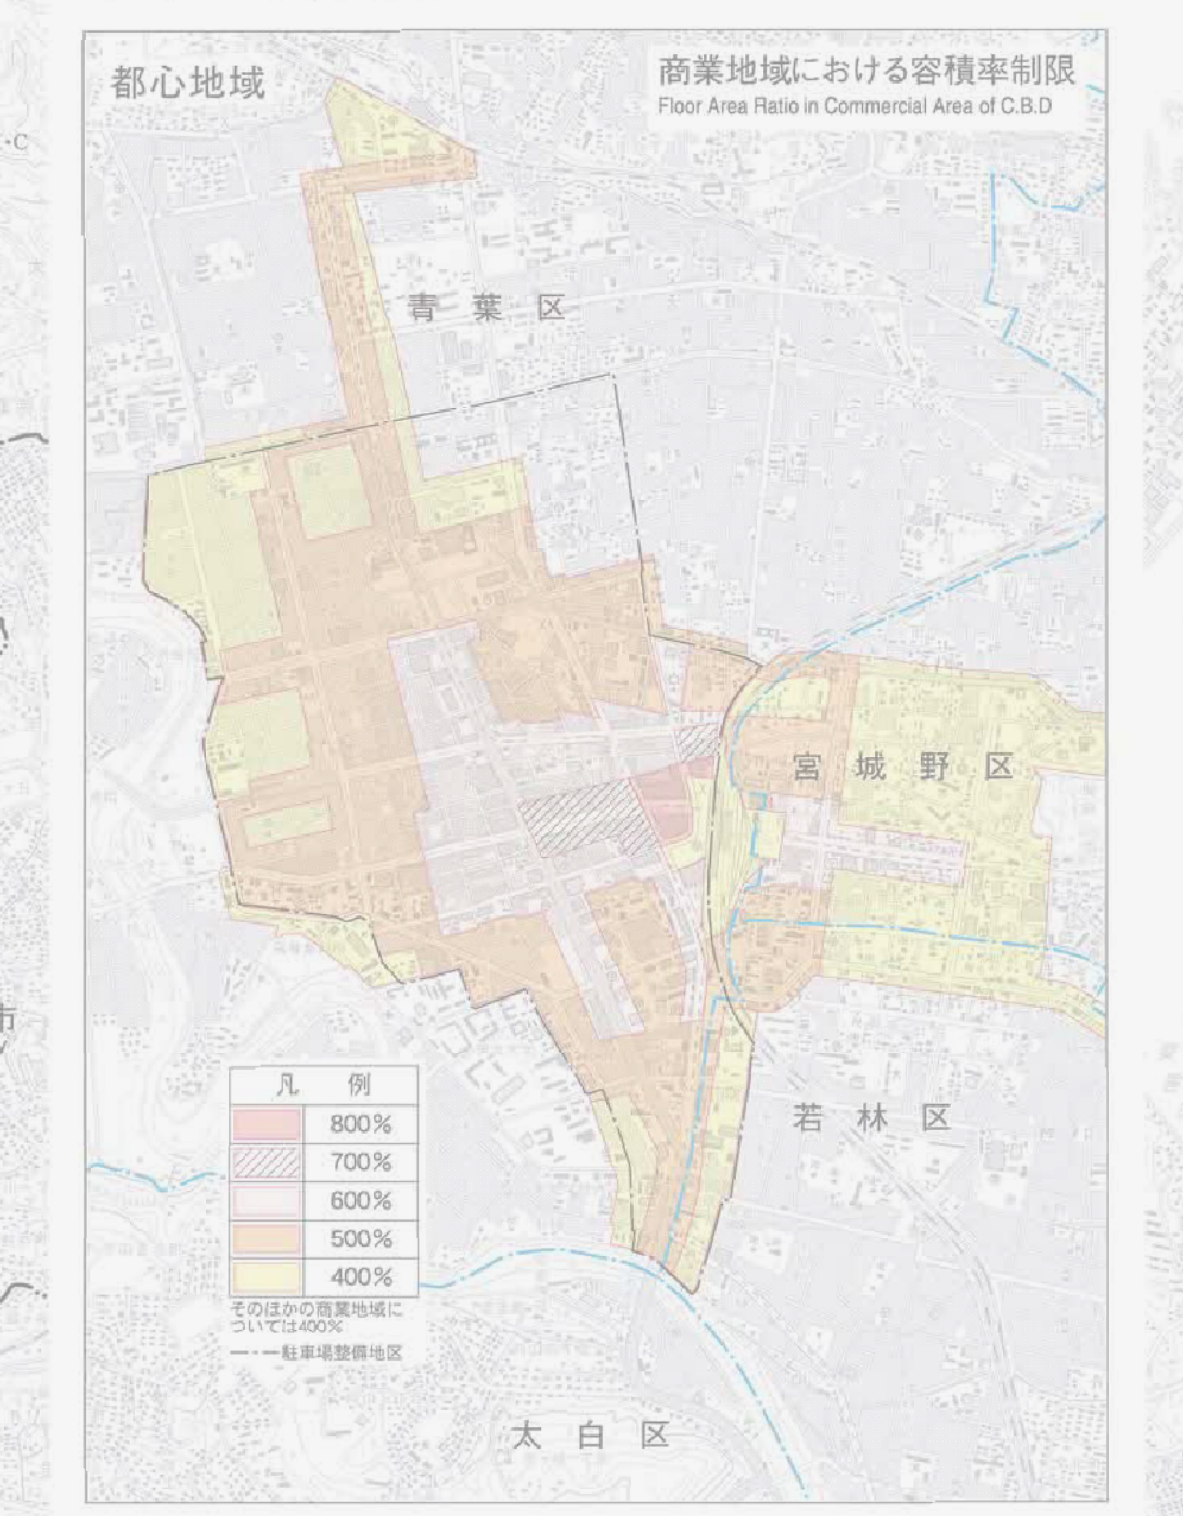 都心地域
商業地域における容積率制限
Floor Area Ratio in Commercial Area of C.B.D
青葉区
宮城野区
若林区
太白区
凡例
800%
700%
600%
500%
400%
そのほかの商業地域に
ついては400%
駐車場整備地区
市
C